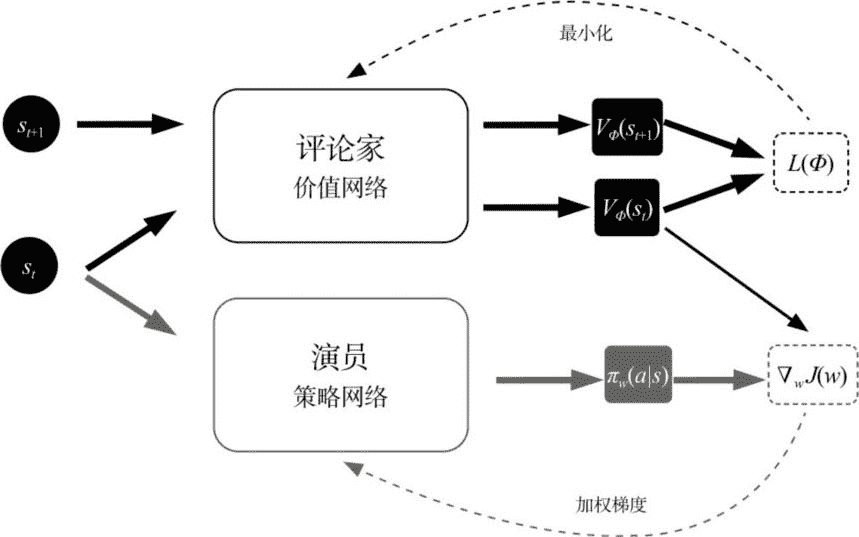 最小化
s_{t+1}
评论家
价值网络
V_Φ(s_{t+1})
L(Φ)
V_Φ(s_t)
s_t
演员
策略网络
π_w(a|s)
∇_w J(w)
加权梯度